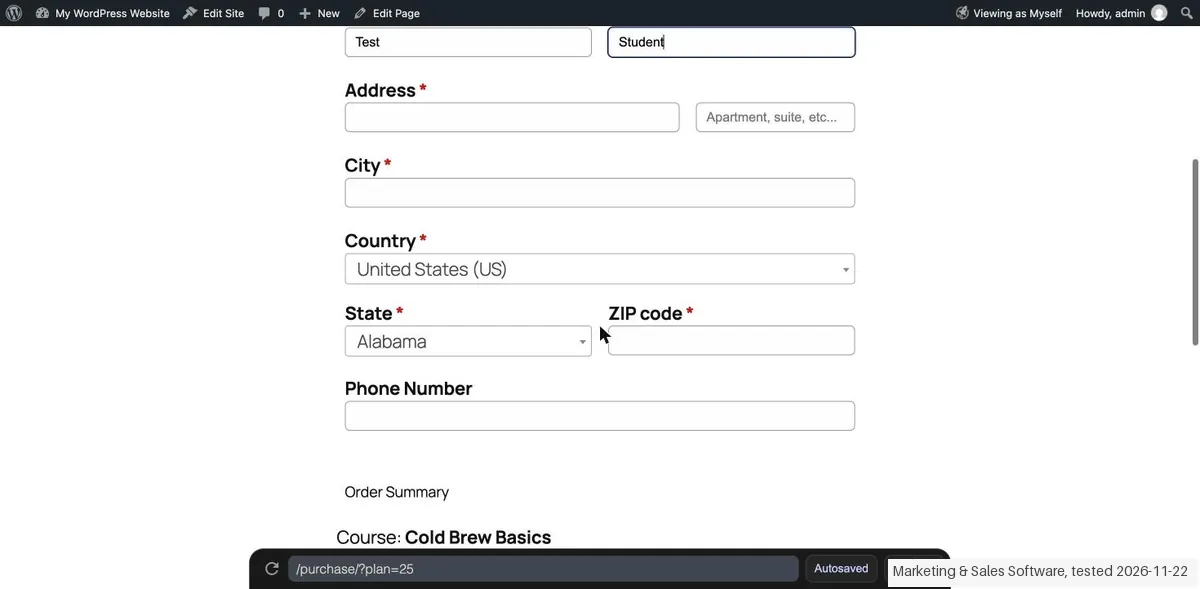 My WordPress Website Edit Site 0 New Edit Page Viewing as Myself Howdy, admin
Test Student
Address *
Apartment, suite, etc...
City *
Country *
United States (US)
State * ZIP code *
Alabama
Phone Number
Order Summary
Course: Cold Brew Basics
/purchase/?plan=25 Autosaved
Marketing & Sales Software, tested 2026-11-22